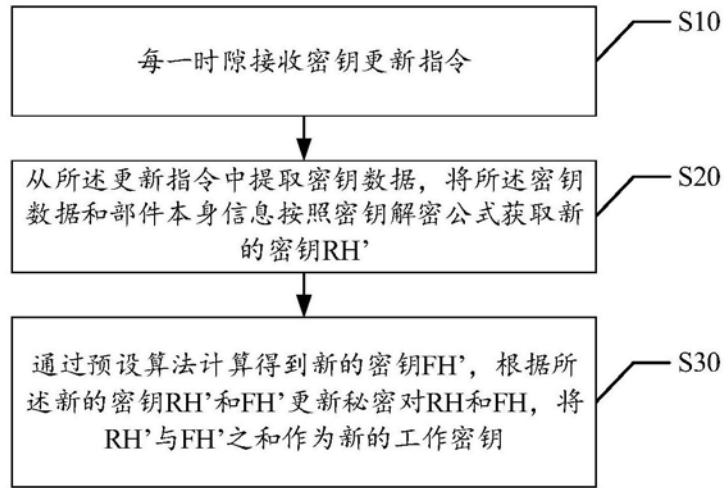 每一时隙接收密钥更新指令
S10
从所述更新指令中提取密钥数据，将所述密钥
数据和部件本身信息按照密钥解密公式获取新
的密钥RH’
S20
通过预设算法计算得到新的密钥FH’，根据所
述新的密钥RH’和FH’更新秘密对RH和FH，将
RH’与FH’之和作为新的工作密钥
S30